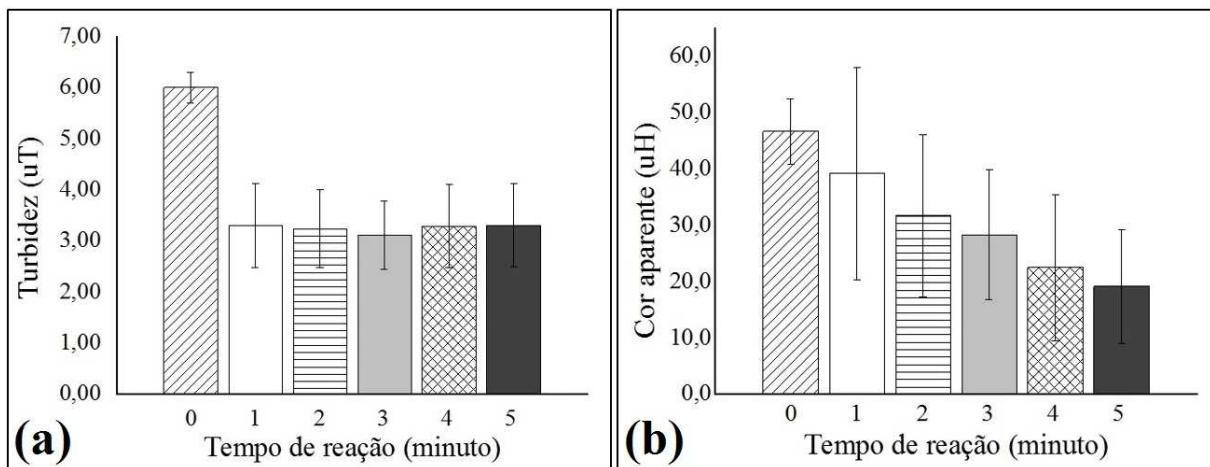 7,00
6,00
5,00
4,00
3,00
2,00
1,00
0,00
Turbidez (uT)
0 1 2 3 4 5
Tempo de reação (minuto)
(a)
60,0
50,0
40,0
30,0
20,0
10,0
0,0
Cor aparente (uH)
0 1 2 3 4 5
Tempo de reação (minuto)
(b)